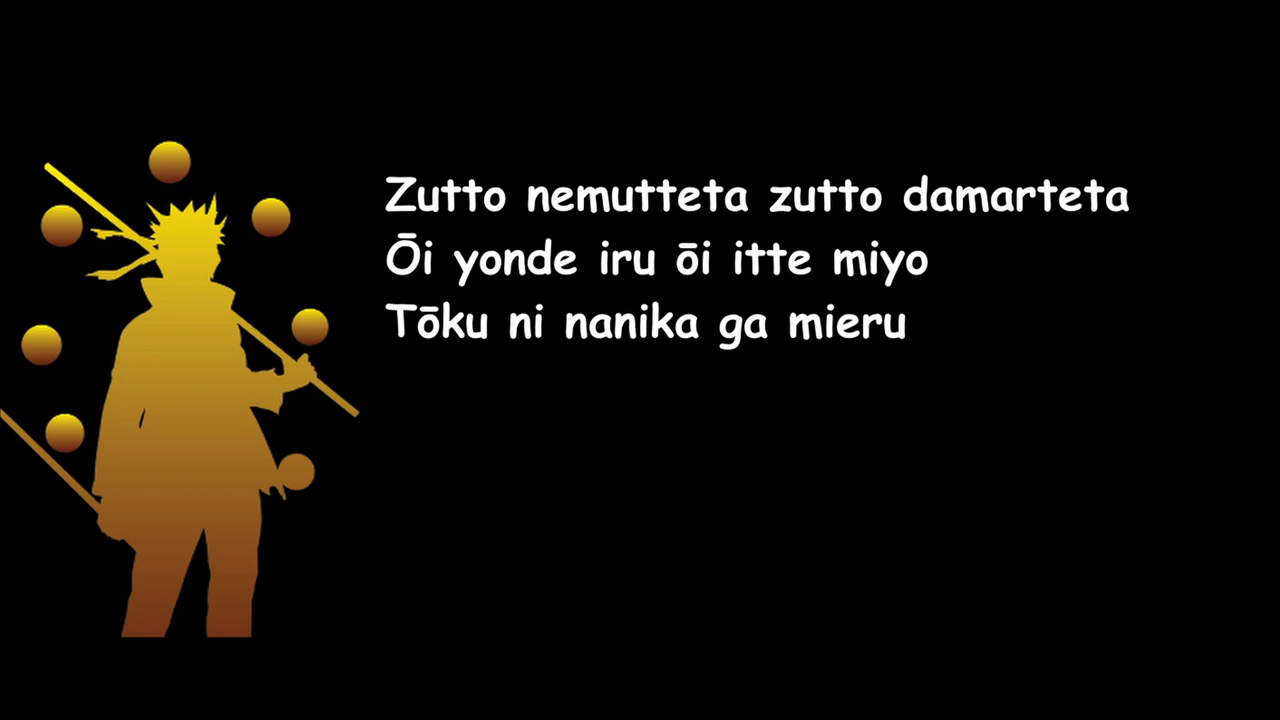 Zutto nemutteta zutto damarteta
Ōi yonde iru ōi itte miyo
Tōku ni nanika ga mieru